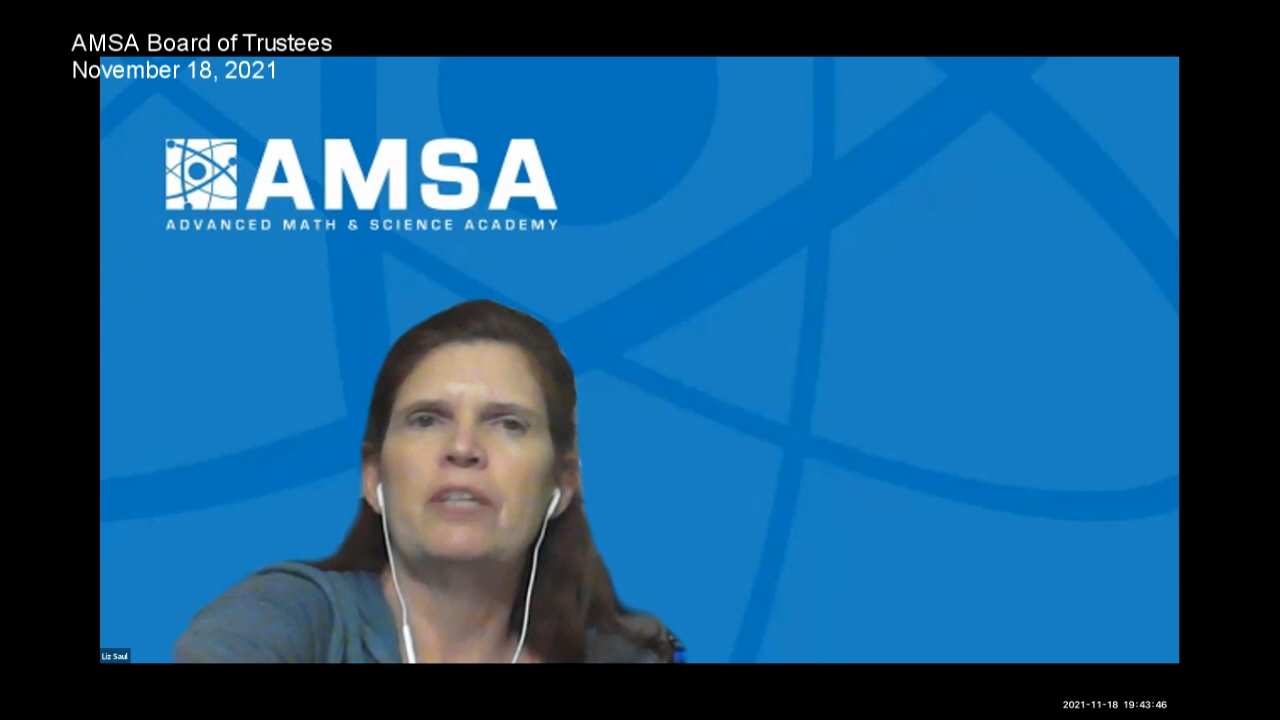 AMSA Board of Trustees
November 18, 2021
AMSA
ADVANCED MATH & SCIENCE ACADEMY
Liz Saul
2021-11-18 19:43:46